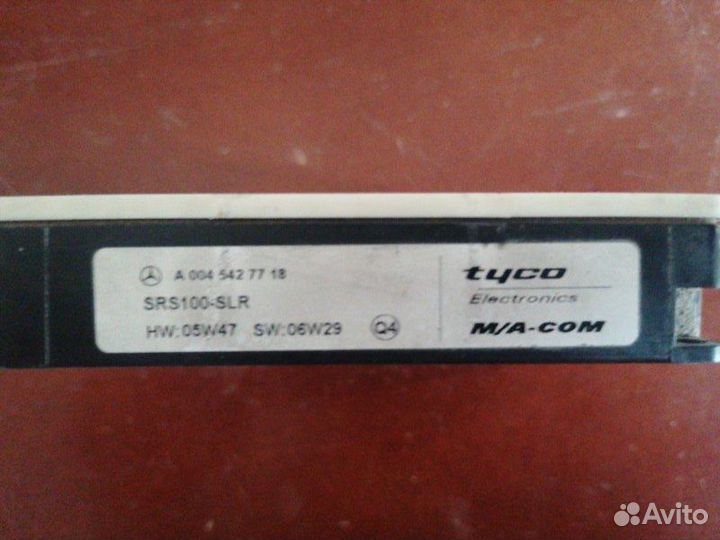 A 004 542 77 18
SRS100-SLR
HW:05W47 SW:06W29 Q4
tyco
Electronics
M/A-COM
Avito